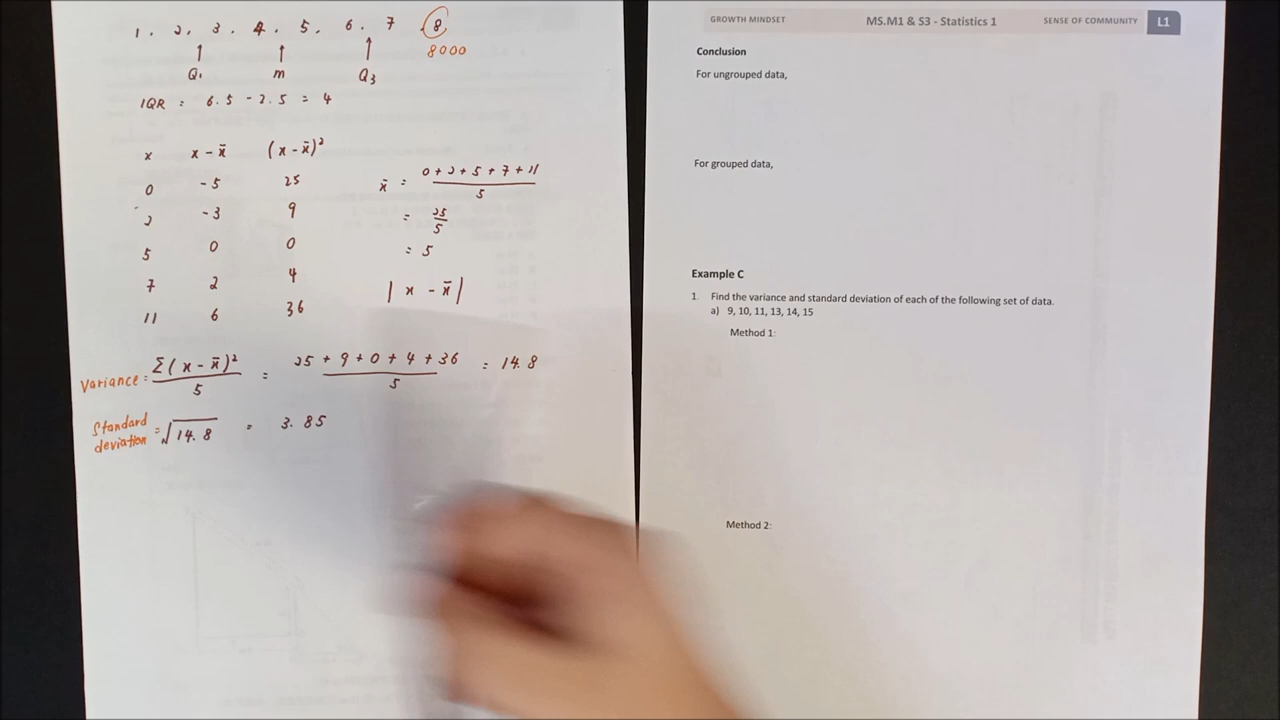 1. 2. 3. 4. 5. 6. 7 8
8000
Q1 m Q3
IQR = 6.5 - 2.5 = 4
x x - x̄ (x - x̄)²
0 -5 25
2 -3 9
5 0 0
7 2 4
11 6 36
x̄ = (0 + 2 + 5 + 7 + 11)/5
= 25/5
= 5
| x - x̄ |
Variance = Σ(x - x̄)²/5 = (25 + 9 + 0 + 4 + 36)/5 = 14.8
Standard deviation = √14.8 = 3.85
GROWTH MINDSET MS.M1 & S3 - Statistics 1 SENSE OF COMMUNITY L1
Conclusion
For ungrouped data,
For grouped data,
Example C
1. Find the variance and standard deviation of each of the following set of data.
a) 9, 10, 11, 13, 14, 15
Method 1:
Method 2: